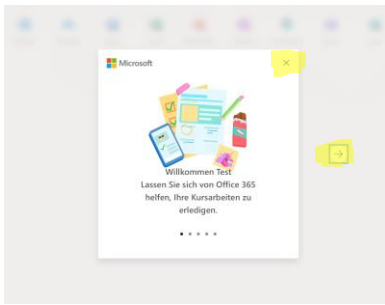 Microsoft
Willkommen Test
Lassen Sie sich von Office 365
helfen, Ihre Kursarbeiten zu
erledigen.